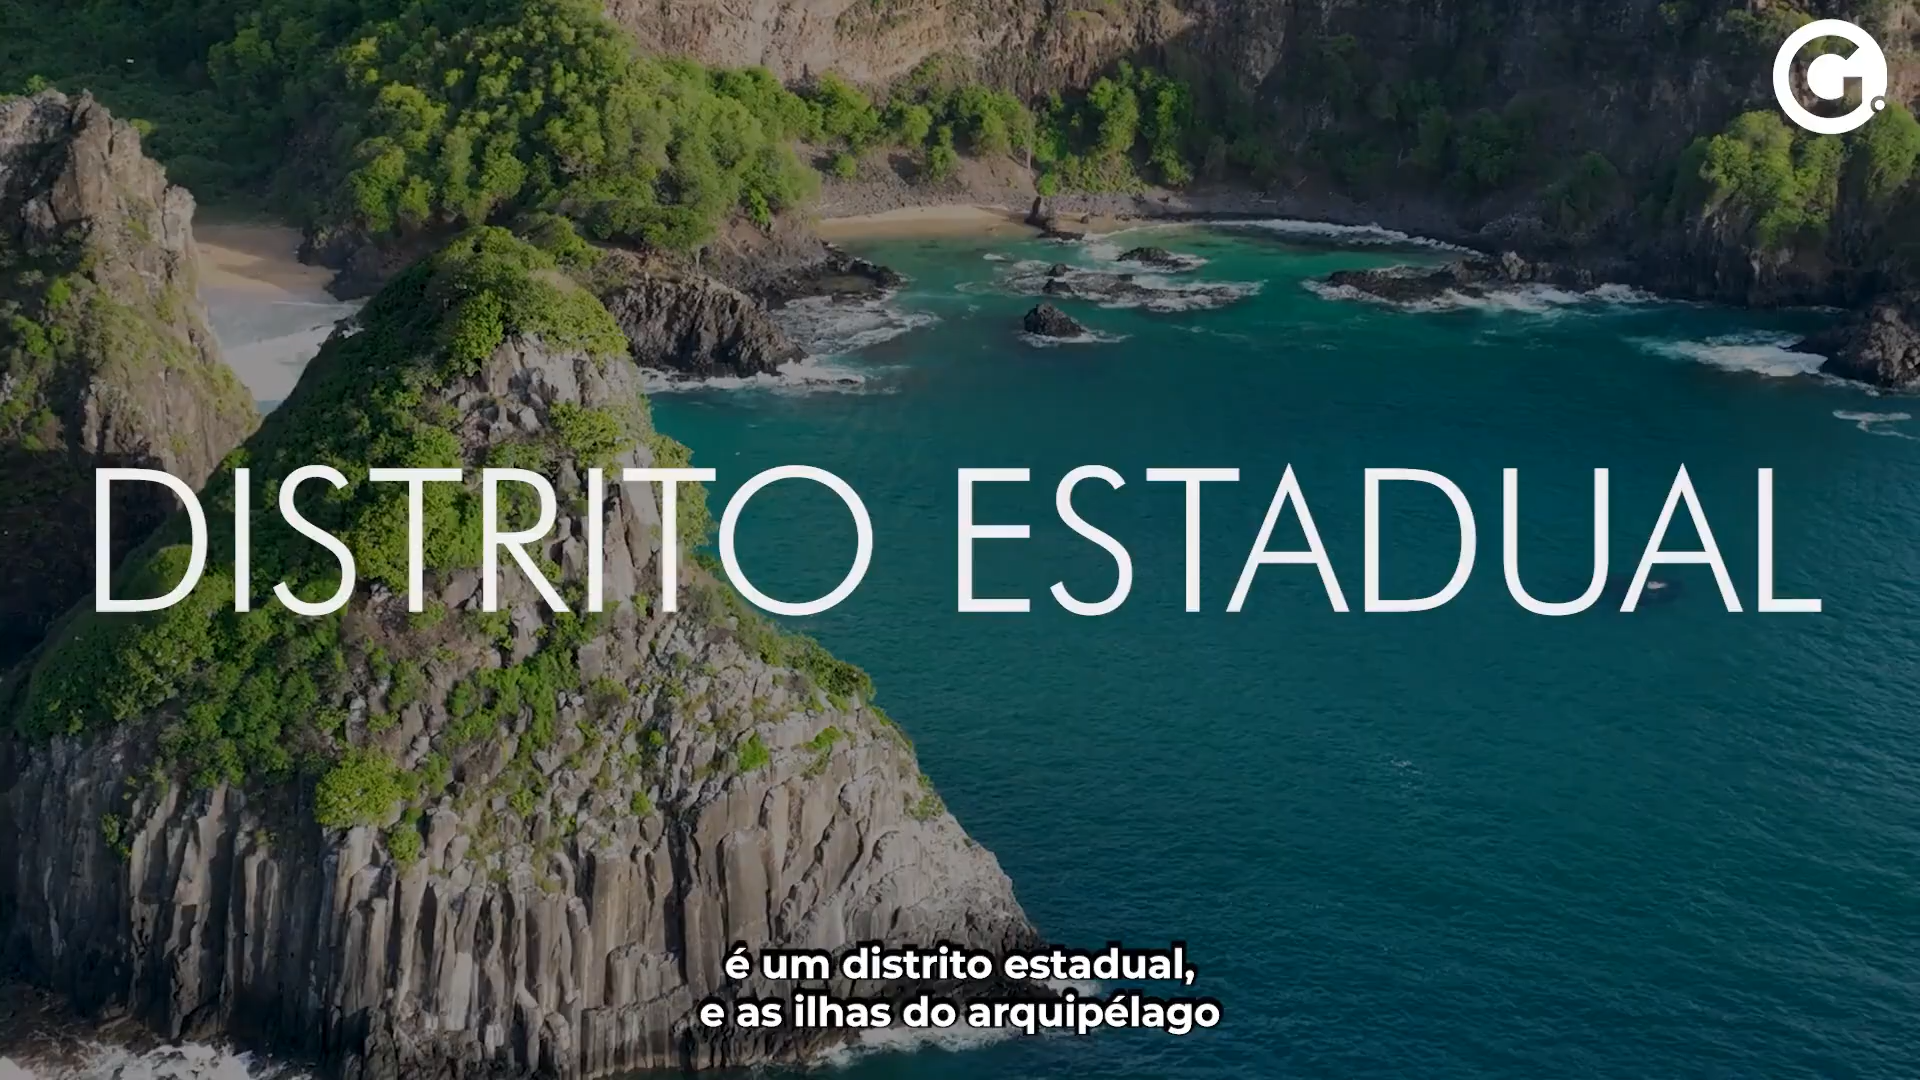 G.
DISTRITO ESTADUAL
é um distrito estadual,
e as ilhas do arquipélago